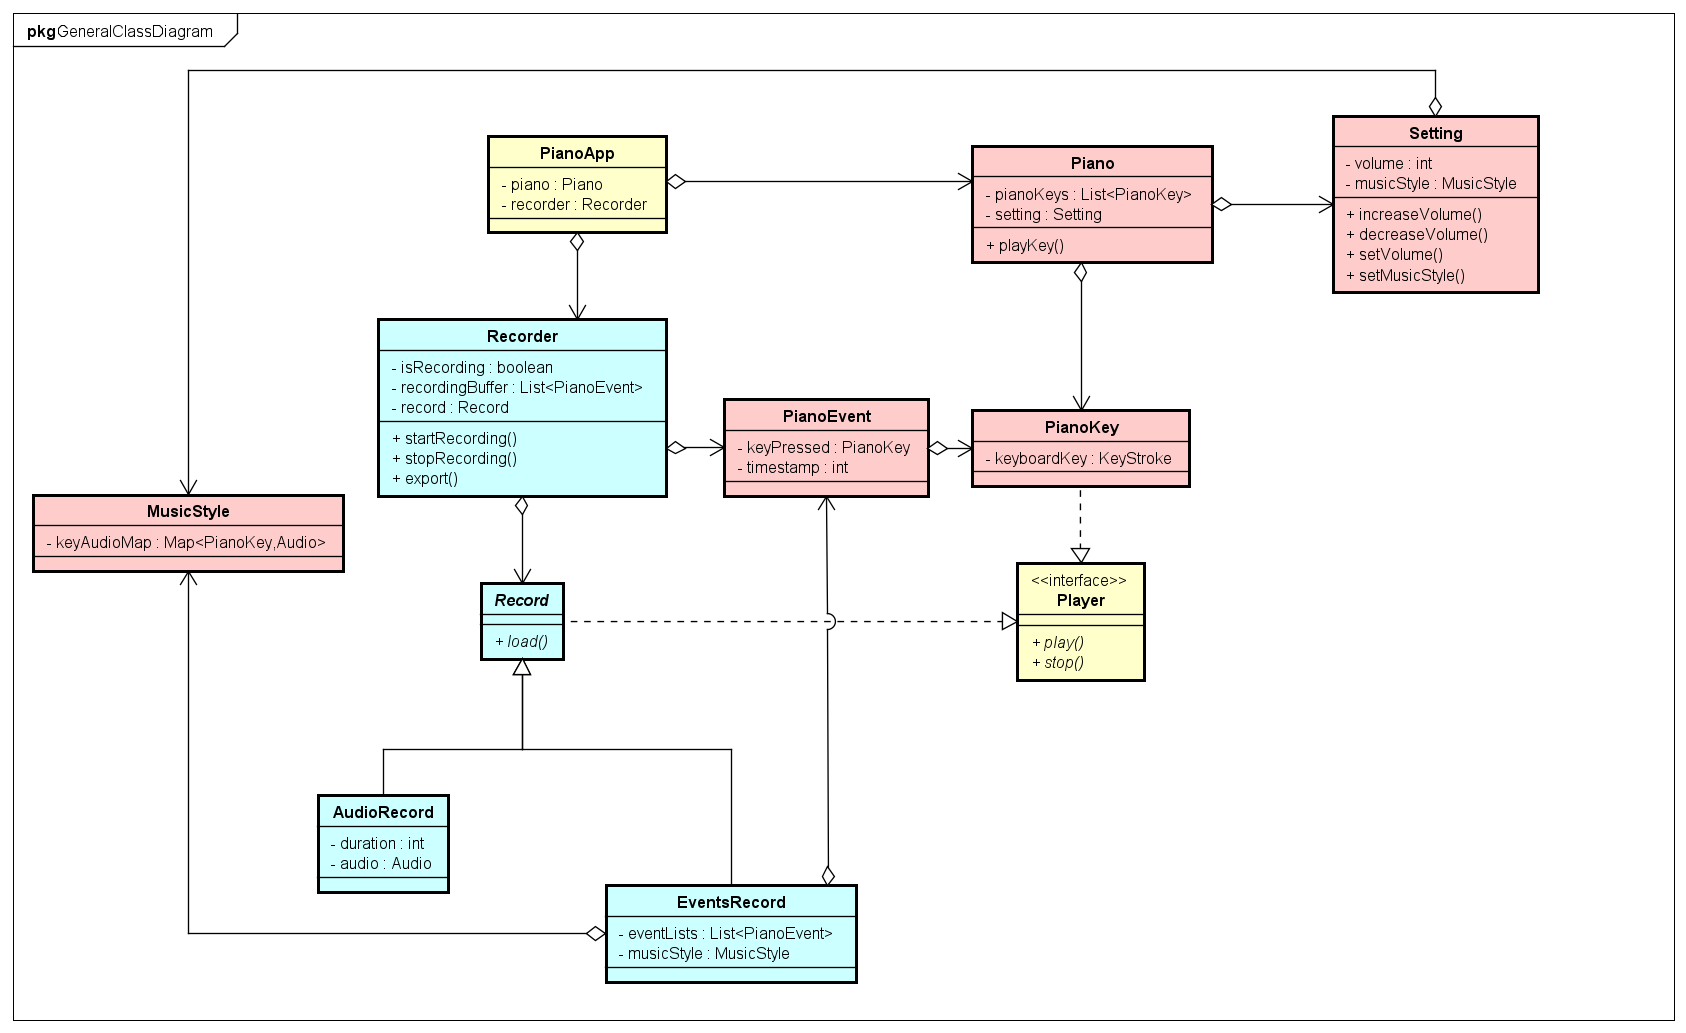 pkgGeneralClassDiagram
PianoApp
- piano : Piano
- recorder : Recorder
Piano
- pianoKeys : List<PianoKey>
- setting : Setting
+ playKey()
Setting
- volume : int
- musicStyle : MusicStyle
+ increaseVolume()
+ decreaseVolume()
+ setVolume()
+ setMusicStyle()
Recorder
- isRecording : boolean
- recordingBuffer : List<PianoEvent>
- record : Record
+ startRecording()
+ stopRecording()
+ export()
PianoEvent
- keyPressed : PianoKey
- timestamp : int
PianoKey
- keyboardKey : KeyStroke
MusicStyle
- keyAudioMap : Map<PianoKey,Audio>
Record
+ load()
<<interface>>
Player
+ play()
+ stop()
AudioRecord
- duration : int
- audio : Audio
EventsRecord
- eventLists : List<PianoEvent>
- musicStyle : MusicStyle